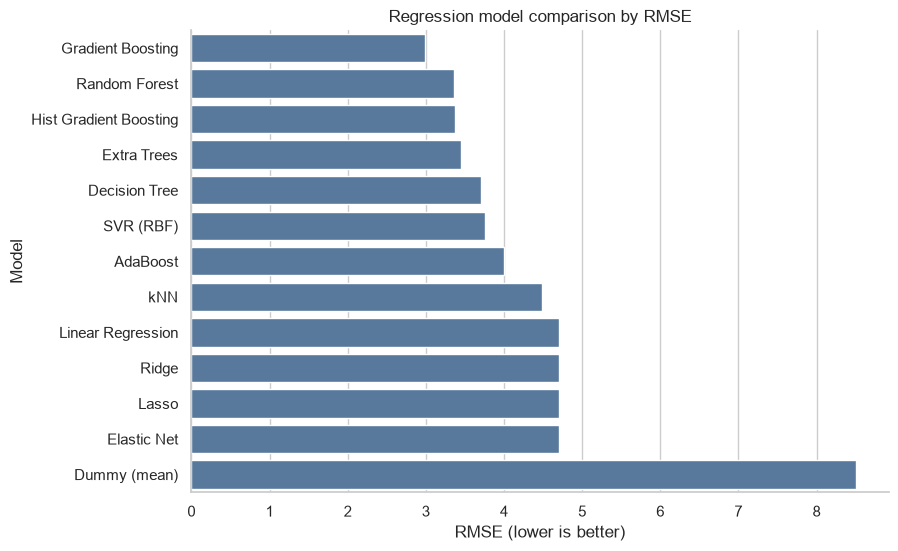 Regression model comparison by RMSE
Gradient Boosting
Random Forest
Hist Gradient Boosting
Extra Trees
Decision Tree
SVR (RBF)
AdaBoost
kNN
Linear Regression
Ridge
Lasso
Elastic Net
Dummy (mean)
Model
0 1 2 3 4 5 6 7 8
RMSE (lower is better)